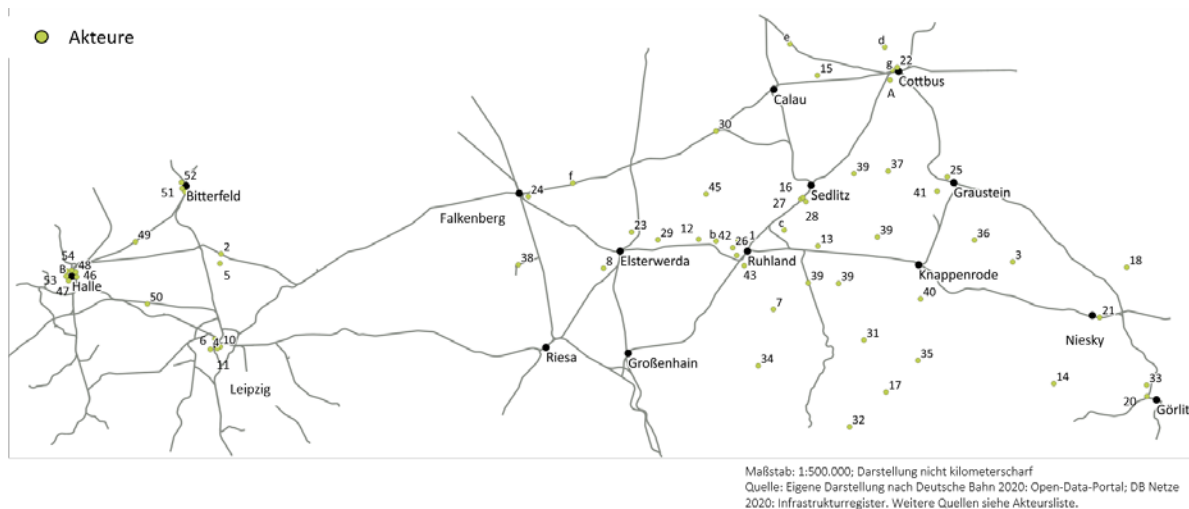 Akteure
e
d
g
22
15
Cottbus
A
Calau
30
52
51
Bitterfeld
f
24
Falkenberg
45
39
37
16
Sedlitz
27
28
25
Graustein
41
49
2
5
23
29
12
b
42
1
26
c
13
39
36
54
B
48
46
53
Halle
47
38
8
Elsterwerda
Ruhland
43
Knappenrode
3
18
39
39
40
50
7
21
Niesky
6
4
10
11
Leipzig
Riesa
Großenhain
31
34
35
17
14
33
20
Görlit
32
Maßstab: 1:500.000; Darstellung nicht kilometerscharf
Quelle: Eigene Darstellung nach Deutsche Bahn 2020: Open-Data-Portal; DB Netze
2020: Infrastrukturregister. Weitere Quellen siehe Akteursliste.